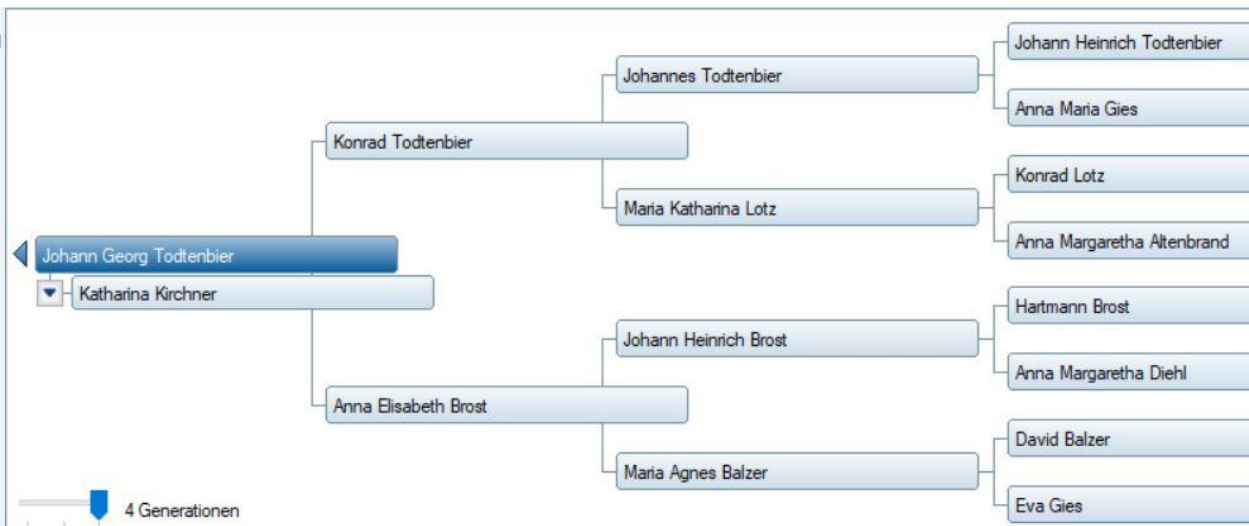 Johann Georg Todtenbier
Katharina Kirchner
Konrad Todtenbier
Anna Elisabeth Brost
Johannes Todtenbier
Maria Katharina Lotz
Johann Heinrich Brost
Maria Agnes Balzer
Johann Heinrich Todtenbier
Anna Maria Gies
Konrad Lotz
Anna Margaretha Altenbrand
Hartmann Brost
Anna Margaretha Diehl
David Balzer
Eva Gies
4 Generationen